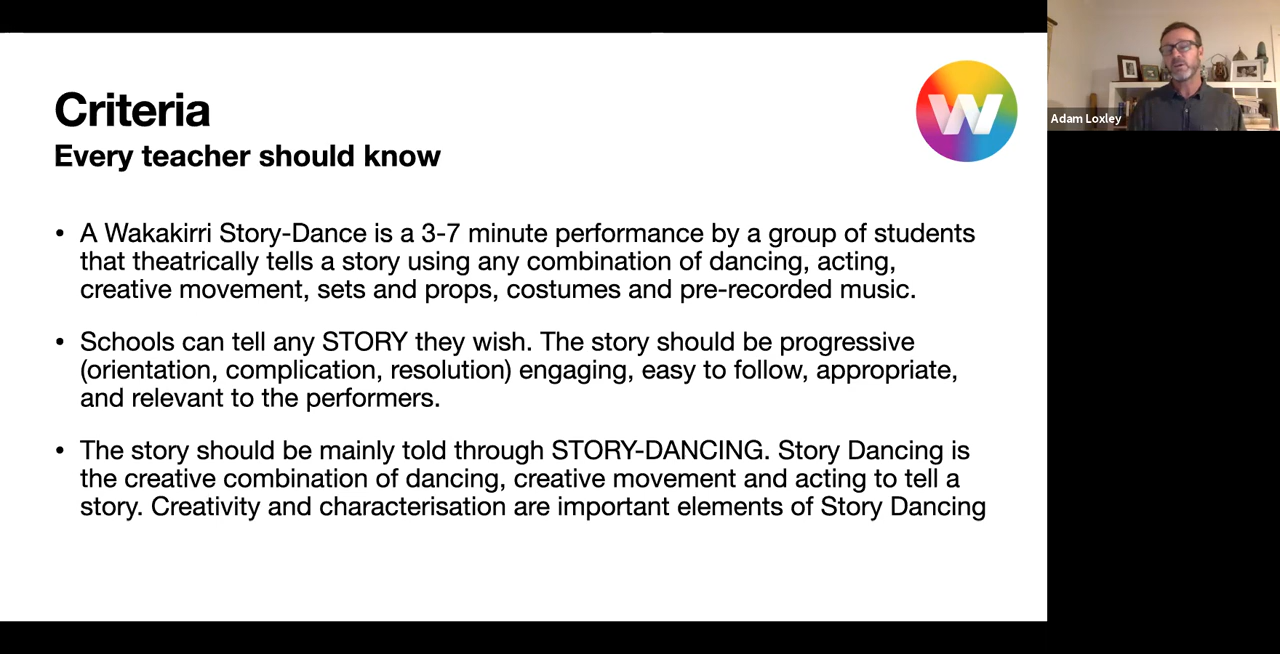 Criteria
Every teacher should know
W
Adam Loxley
• A Wakakirri Story-Dance is a 3-7 minute performance by a group of students
that theatrically tells a story using any combination of dancing, acting,
creative movement, sets and props, costumes and pre-recorded music.
• Schools can tell any STORY they wish. The story should be progressive
(orientation, complication, resolution) engaging, easy to follow, appropriate,
and relevant to the performers.
• The story should be mainly told through STORY-DANCING. Story Dancing is
the creative combination of dancing, creative movement and acting to tell a
story. Creativity and characterisation are important elements of Story Dancing